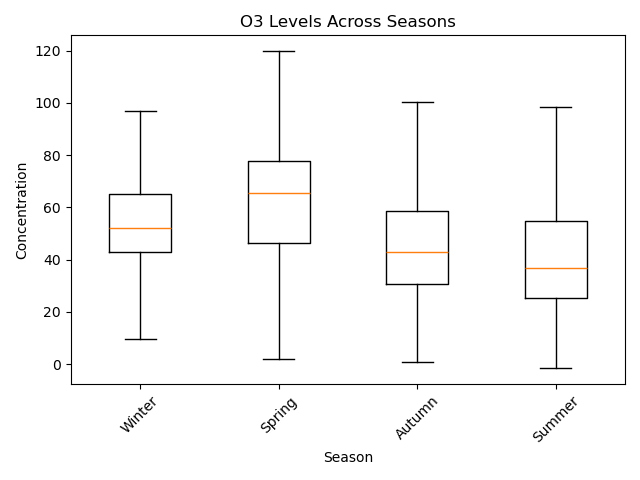 O3 Levels Across Seasons
120
100
80
60
40
20
0
Concentration
Winter
Spring
Autumn
Summer
Season